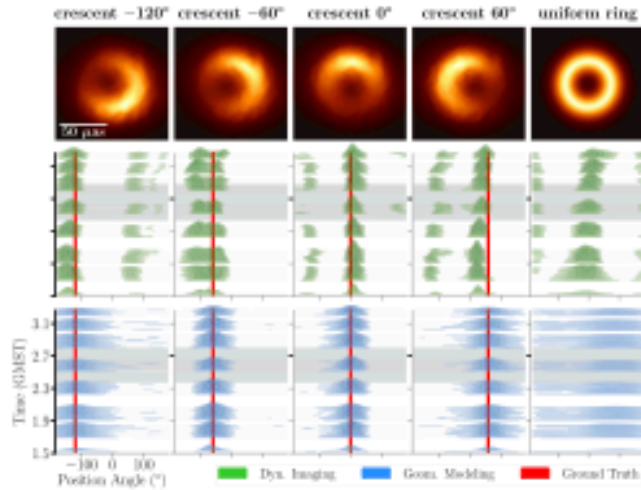 crescent −120° crescent −60° crescent 0° crescent 60° uniform ring
50 μas
Time (GMST)
3.1
2.7
2.3
1.9
1.5
−100 0 100
Position Angle (°)
Dyn. Imaging Geom. Modeling Ground Truth